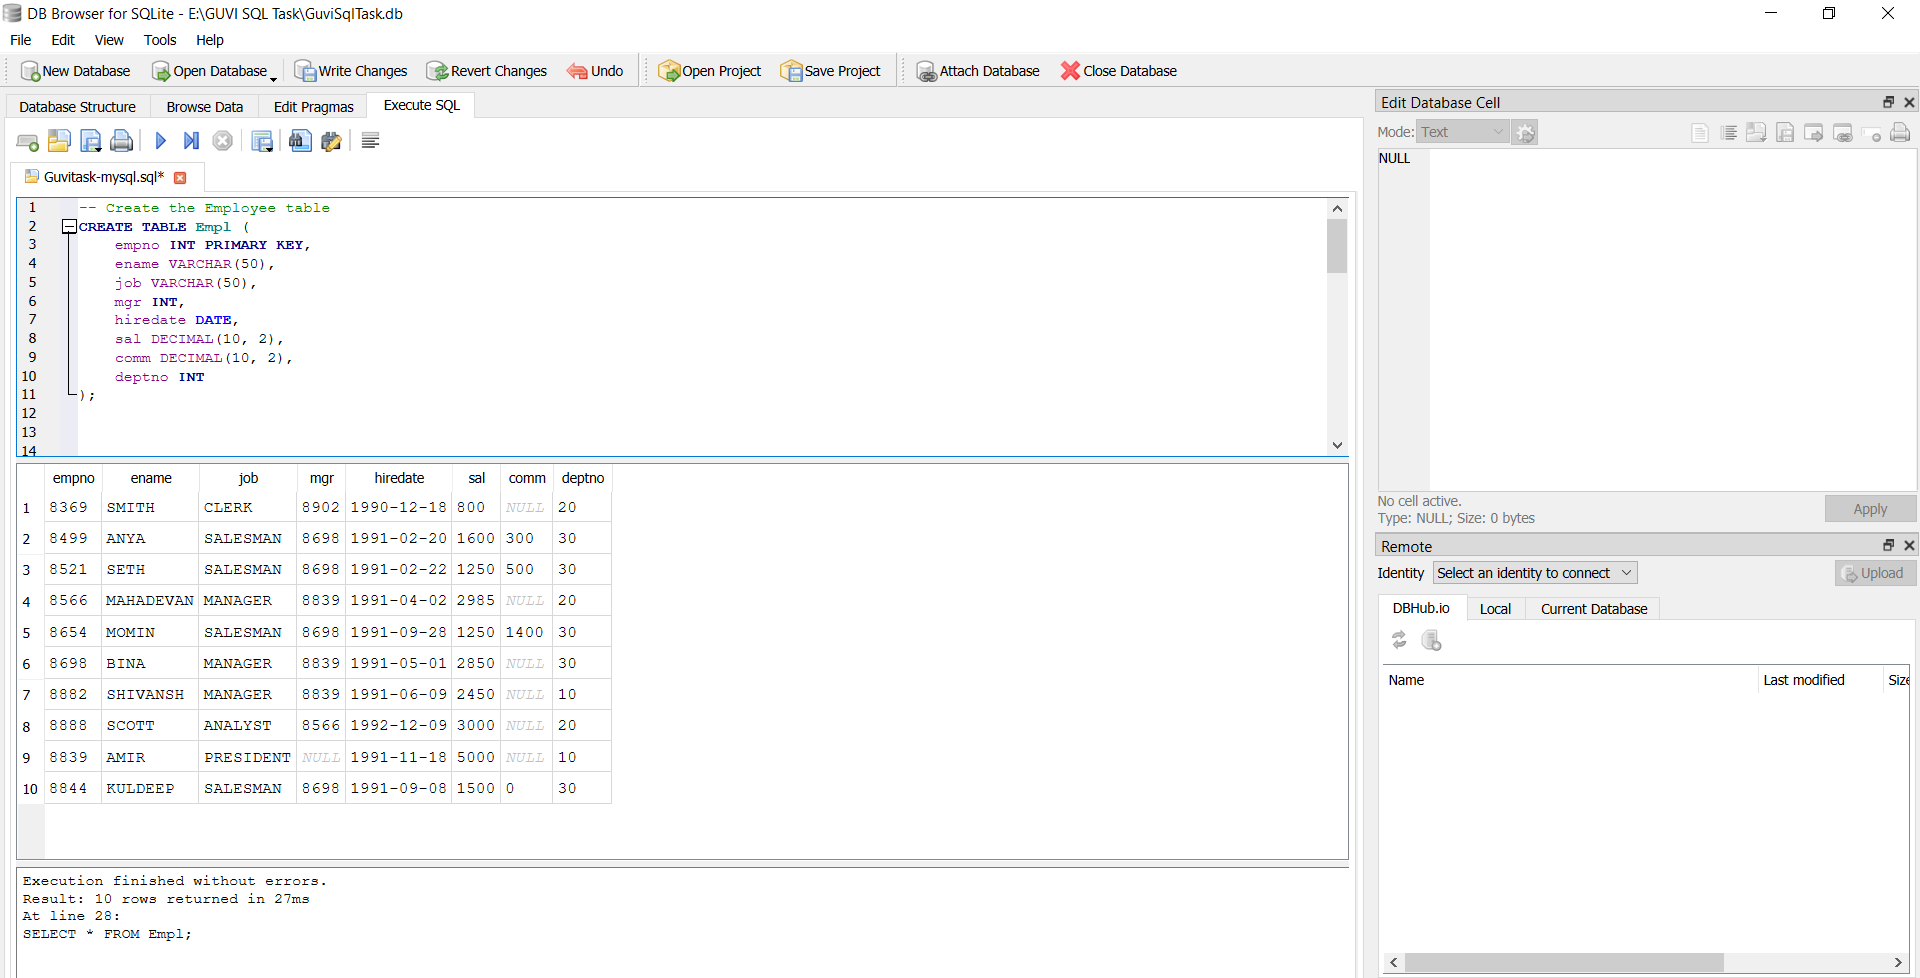 DB Browser for SQLite - E:\GUVI SQL Task\GuviSqlTask.db
File Edit View Tools Help
New Database Open Database Write Changes Revert Changes Undo Open Project Save Project Attach Database Close Database
Database Structure Browse Data Edit Pragmas Execute SQL
Guvitask-mysql.sql*
1 -- Create the Employee table
2 CREATE TABLE Empl (
3 empno INT PRIMARY KEY,
4 ename VARCHAR(50),
5 job VARCHAR(50),
6 mgr INT,
7 hiredate DATE,
8 sal DECIMAL(10, 2),
9 comm DECIMAL(10, 2),
10 deptno INT
11 );
12
13
14
empno ename job mgr hiredate sal comm deptno
1 8369 SMITH CLERK 8902 1990-12-18 800 NULL 20
2 8499 ANYA SALESMAN 8698 1991-02-20 1600 300 30
3 8521 SETH SALESMAN 8698 1991-02-22 1250 500 30
4 8566 MAHADEVAN MANAGER 8839 1991-04-02 2985 NULL 20
5 8654 MOMIN SALESMAN 8698 1991-09-28 1250 1400 30
6 8698 BINA MANAGER 8839 1991-05-01 2850 NULL 30
7 8882 SHIVANSH MANAGER 8839 1991-06-09 2450 NULL 10
8 8888 SCOTT ANALYST 8566 1992-12-09 3000 NULL 20
9 8839 AMIR PRESIDENT NULL 1991-11-18 5000 NULL 10
10 8844 KULDEEP SALESMAN 8698 1991-09-08 1500 0 30
Execution finished without errors.
Result: 10 rows returned in 27ms
At line 28:
SELECT * FROM Empl;
Edit Database Cell
Mode: Text
NULL
No cell active.
Type: NULL; Size: 0 bytes
Apply
Remote
Identity Select an identity to connect Upload
DBHub.io Local Current Database
Name Last modified Size